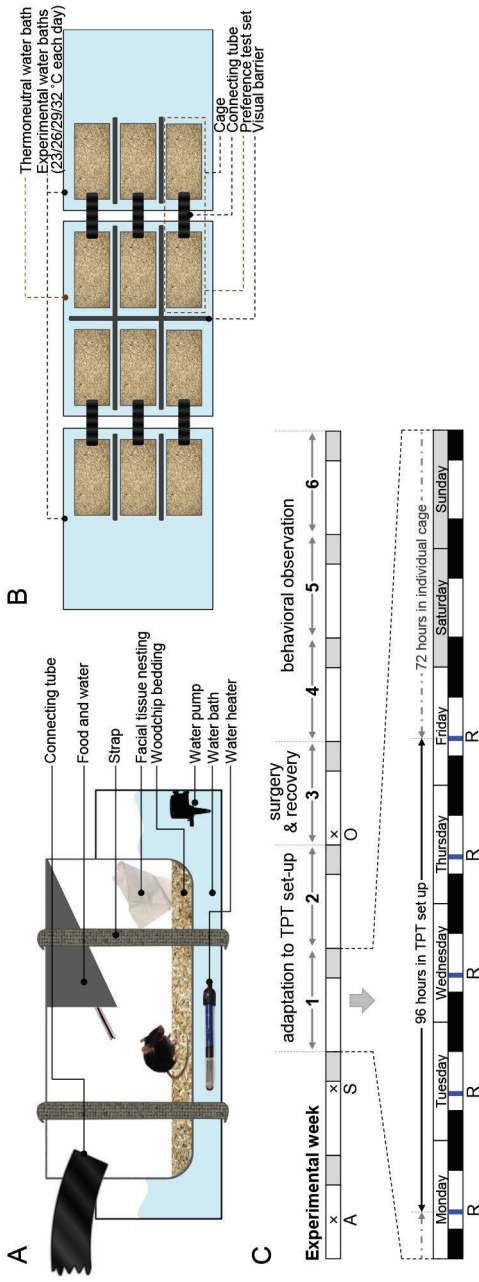 A
Connecting tube
Food and water
Strap
Facial tissue nesting
Woodchip bedding
Water pump
Water bath
Water heater
B
Thermoneutral water bath
Experimental water baths
(23/26/29/32 °C each day)
Cage
Connecting tube
Preference test set
Visual barrier
C
Experimental week
adaptation to TPT set-up
surgery
& recovery
behavioral observation
1 2 3 4 5 6
× × ×
A S O
96 hours in TPT set up
72 hours in individual cage
Monday Tuesday Wednesday Thursday Friday Saturday Sunday
R R R R R